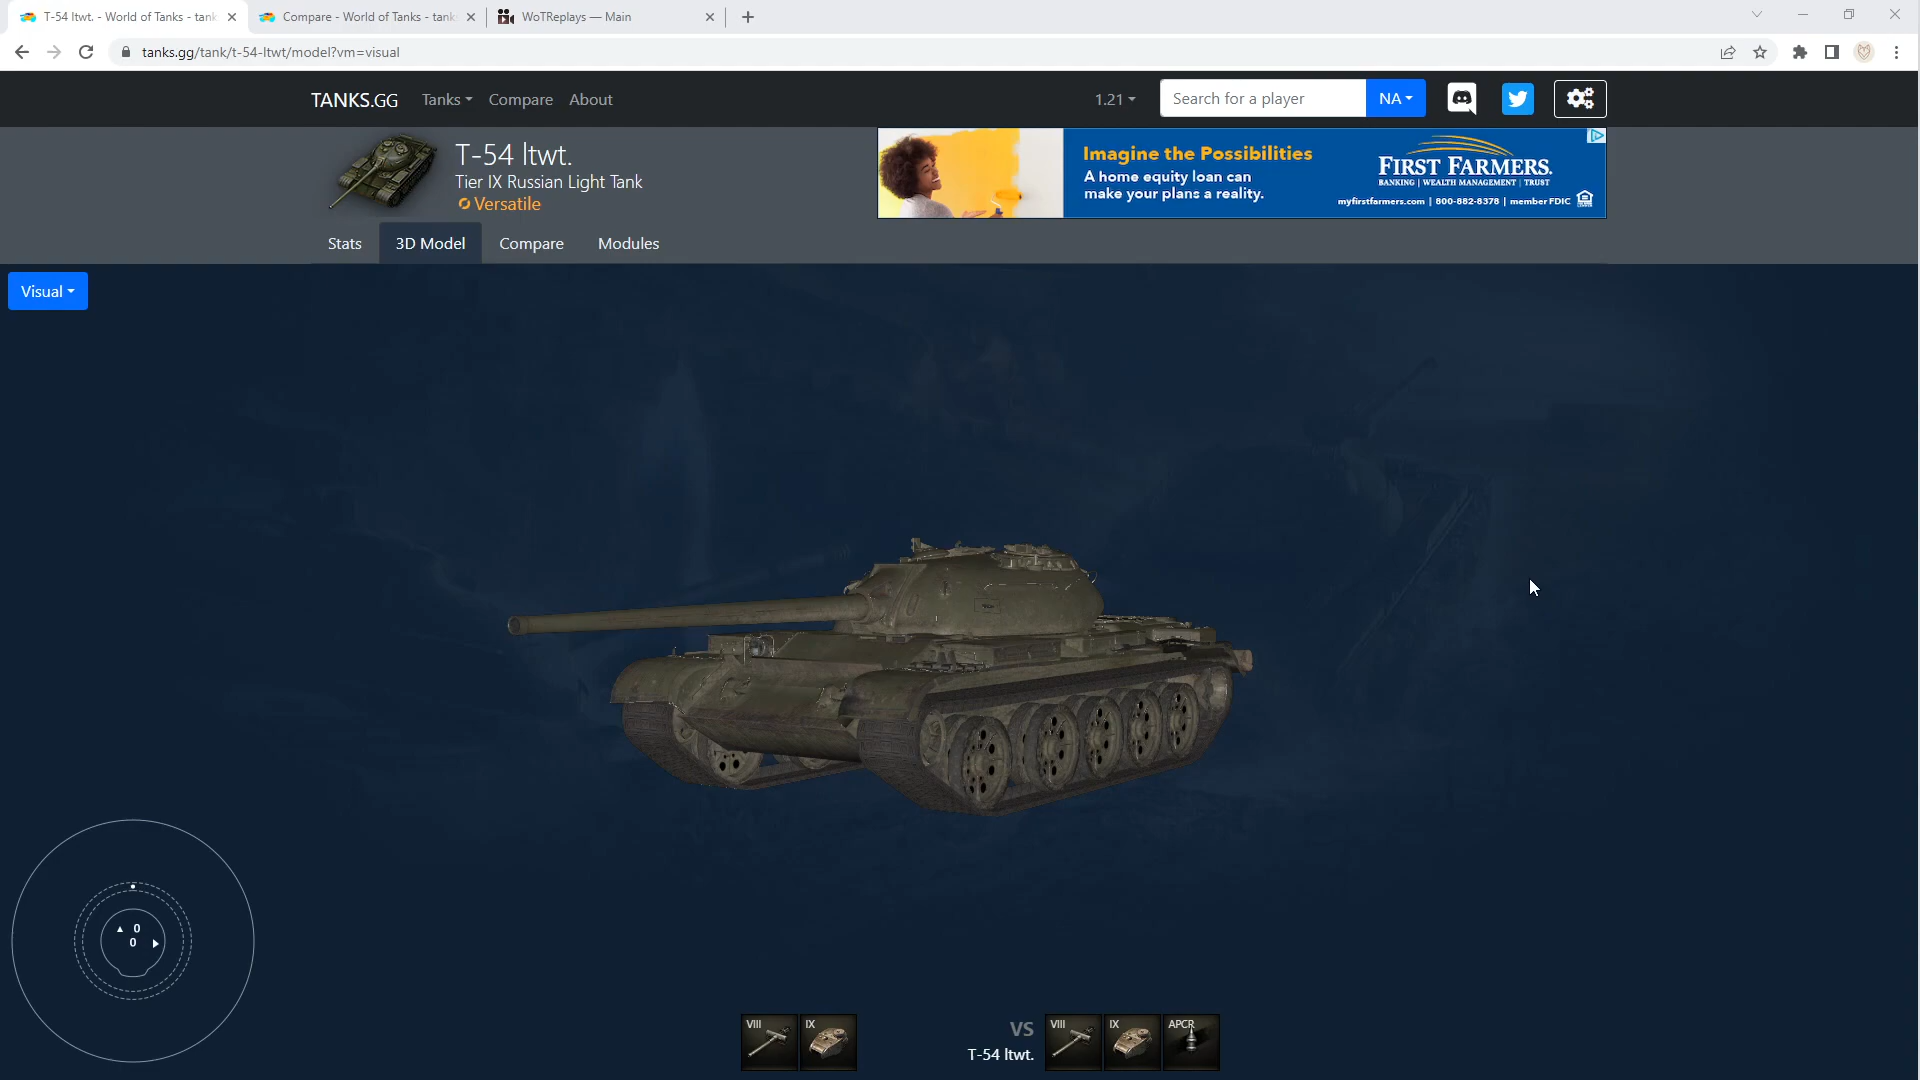 T-54 ltwt. - World of Tanks - tank
Compare - World of Tanks - tank
WoTReplays — Main
tanks.gg/tank/t-54-ltwt/model?vm=visual
TANKS.GG
Tanks
Compare
About
1.21
Search for a player
NA
T-54 ltwt.
Tier IX Russian Light Tank
Versatile
Imagine the Possibilities
A home equity loan can
make your plans a reality.
FIRST FARMERS.
BANKING | WEALTH MANAGEMENT | TRUST
myfirstfarmers.com | 800-882-8378 | member FDIC
Stats
3D Model
Compare
Modules
Visual
0
0
VIII
IX
VS
T-54 ltwt.
VIII
IX
APCR